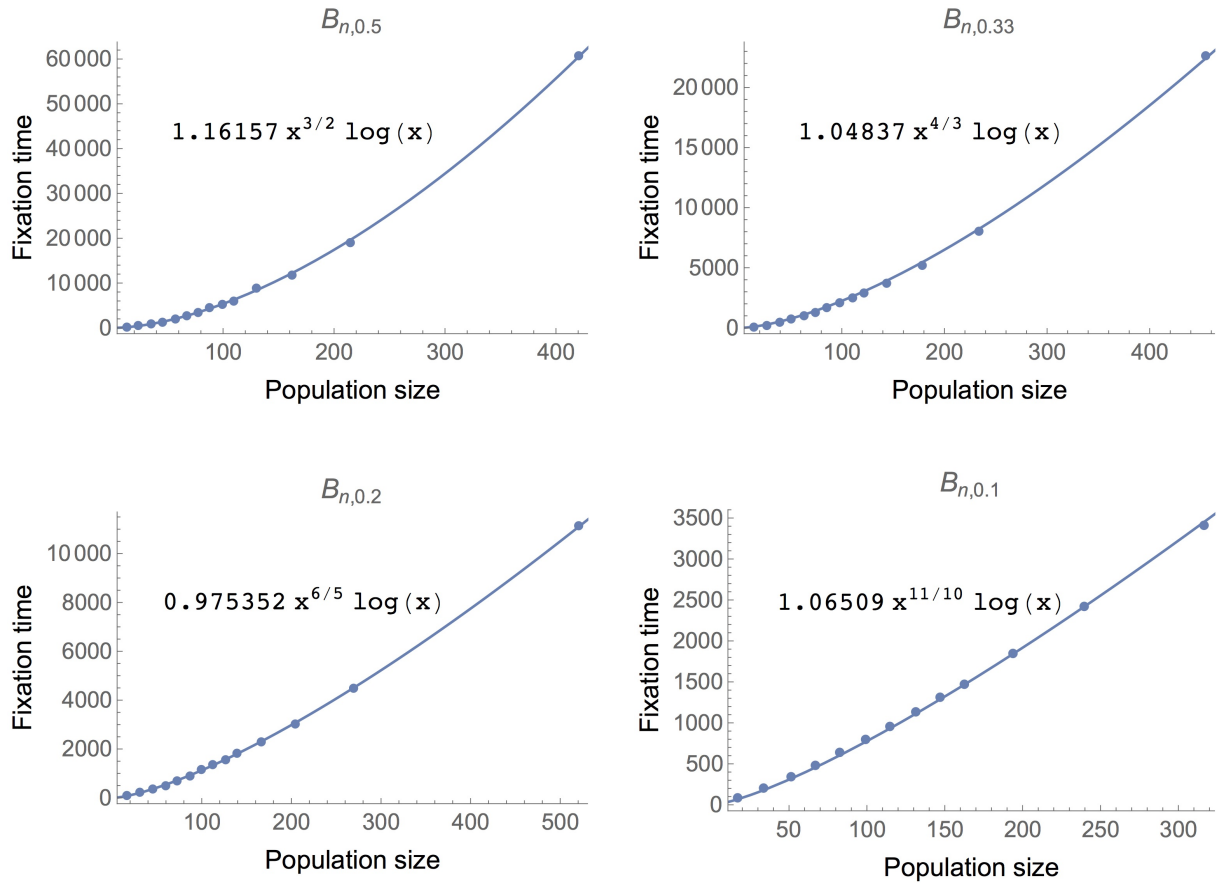 B_{n,0.5}
60 000
50 000
40 000
30 000
20 000
10 000
0
Fixation time
1.16157 x^{3/2} log(x)
100 200 300 400
Population size
B_{n,0.33}
20 000
15 000
10 000
5000
0
Fixation time
1.04837 x^{4/3} log(x)
100 200 300 400
Population size
B_{n,0.2}
10 000
8000
6000
4000
2000
0
Fixation time
0.975352 x^{6/5} log(x)
100 200 300 400 500
Population size
B_{n,0.1}
3500
3000
2500
2000
1500
1000
500
0
Fixation time
1.06509 x^{11/10} log(x)
50 100 150 200 250 300
Population size